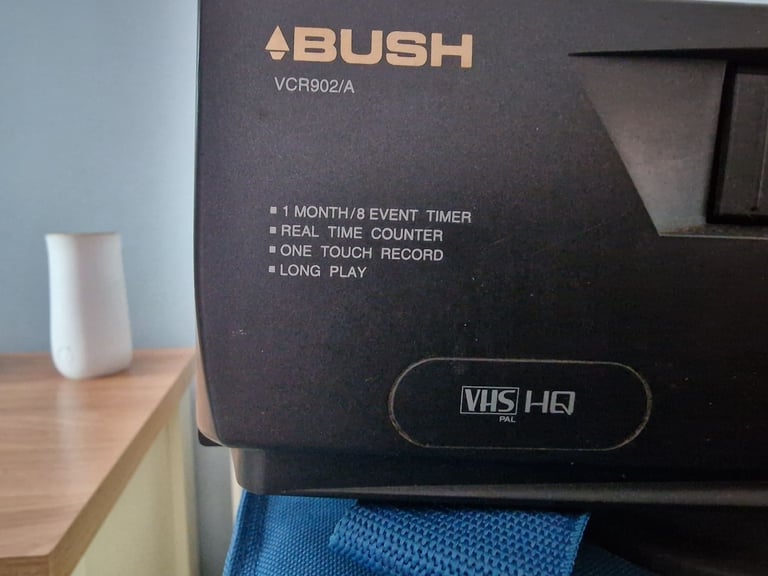 BUSH
VCR902/A
1 MONTH/8 EVENT TIMER
REAL TIME COUNTER
ONE TOUCH RECORD
LONG PLAY
VHS HQ
PAL